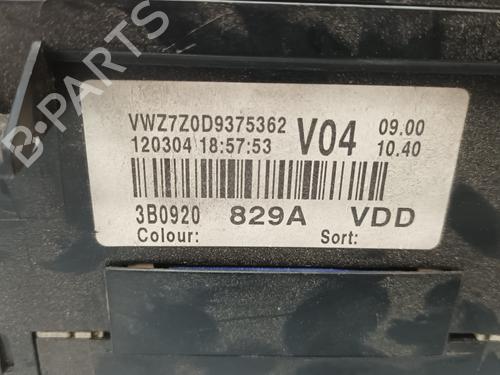 VWZ7Z0D9375362 V04 09.00
120304 18:57:53 10.40
3B0920 829A VDD
Colour: Sort:
B-PARTS